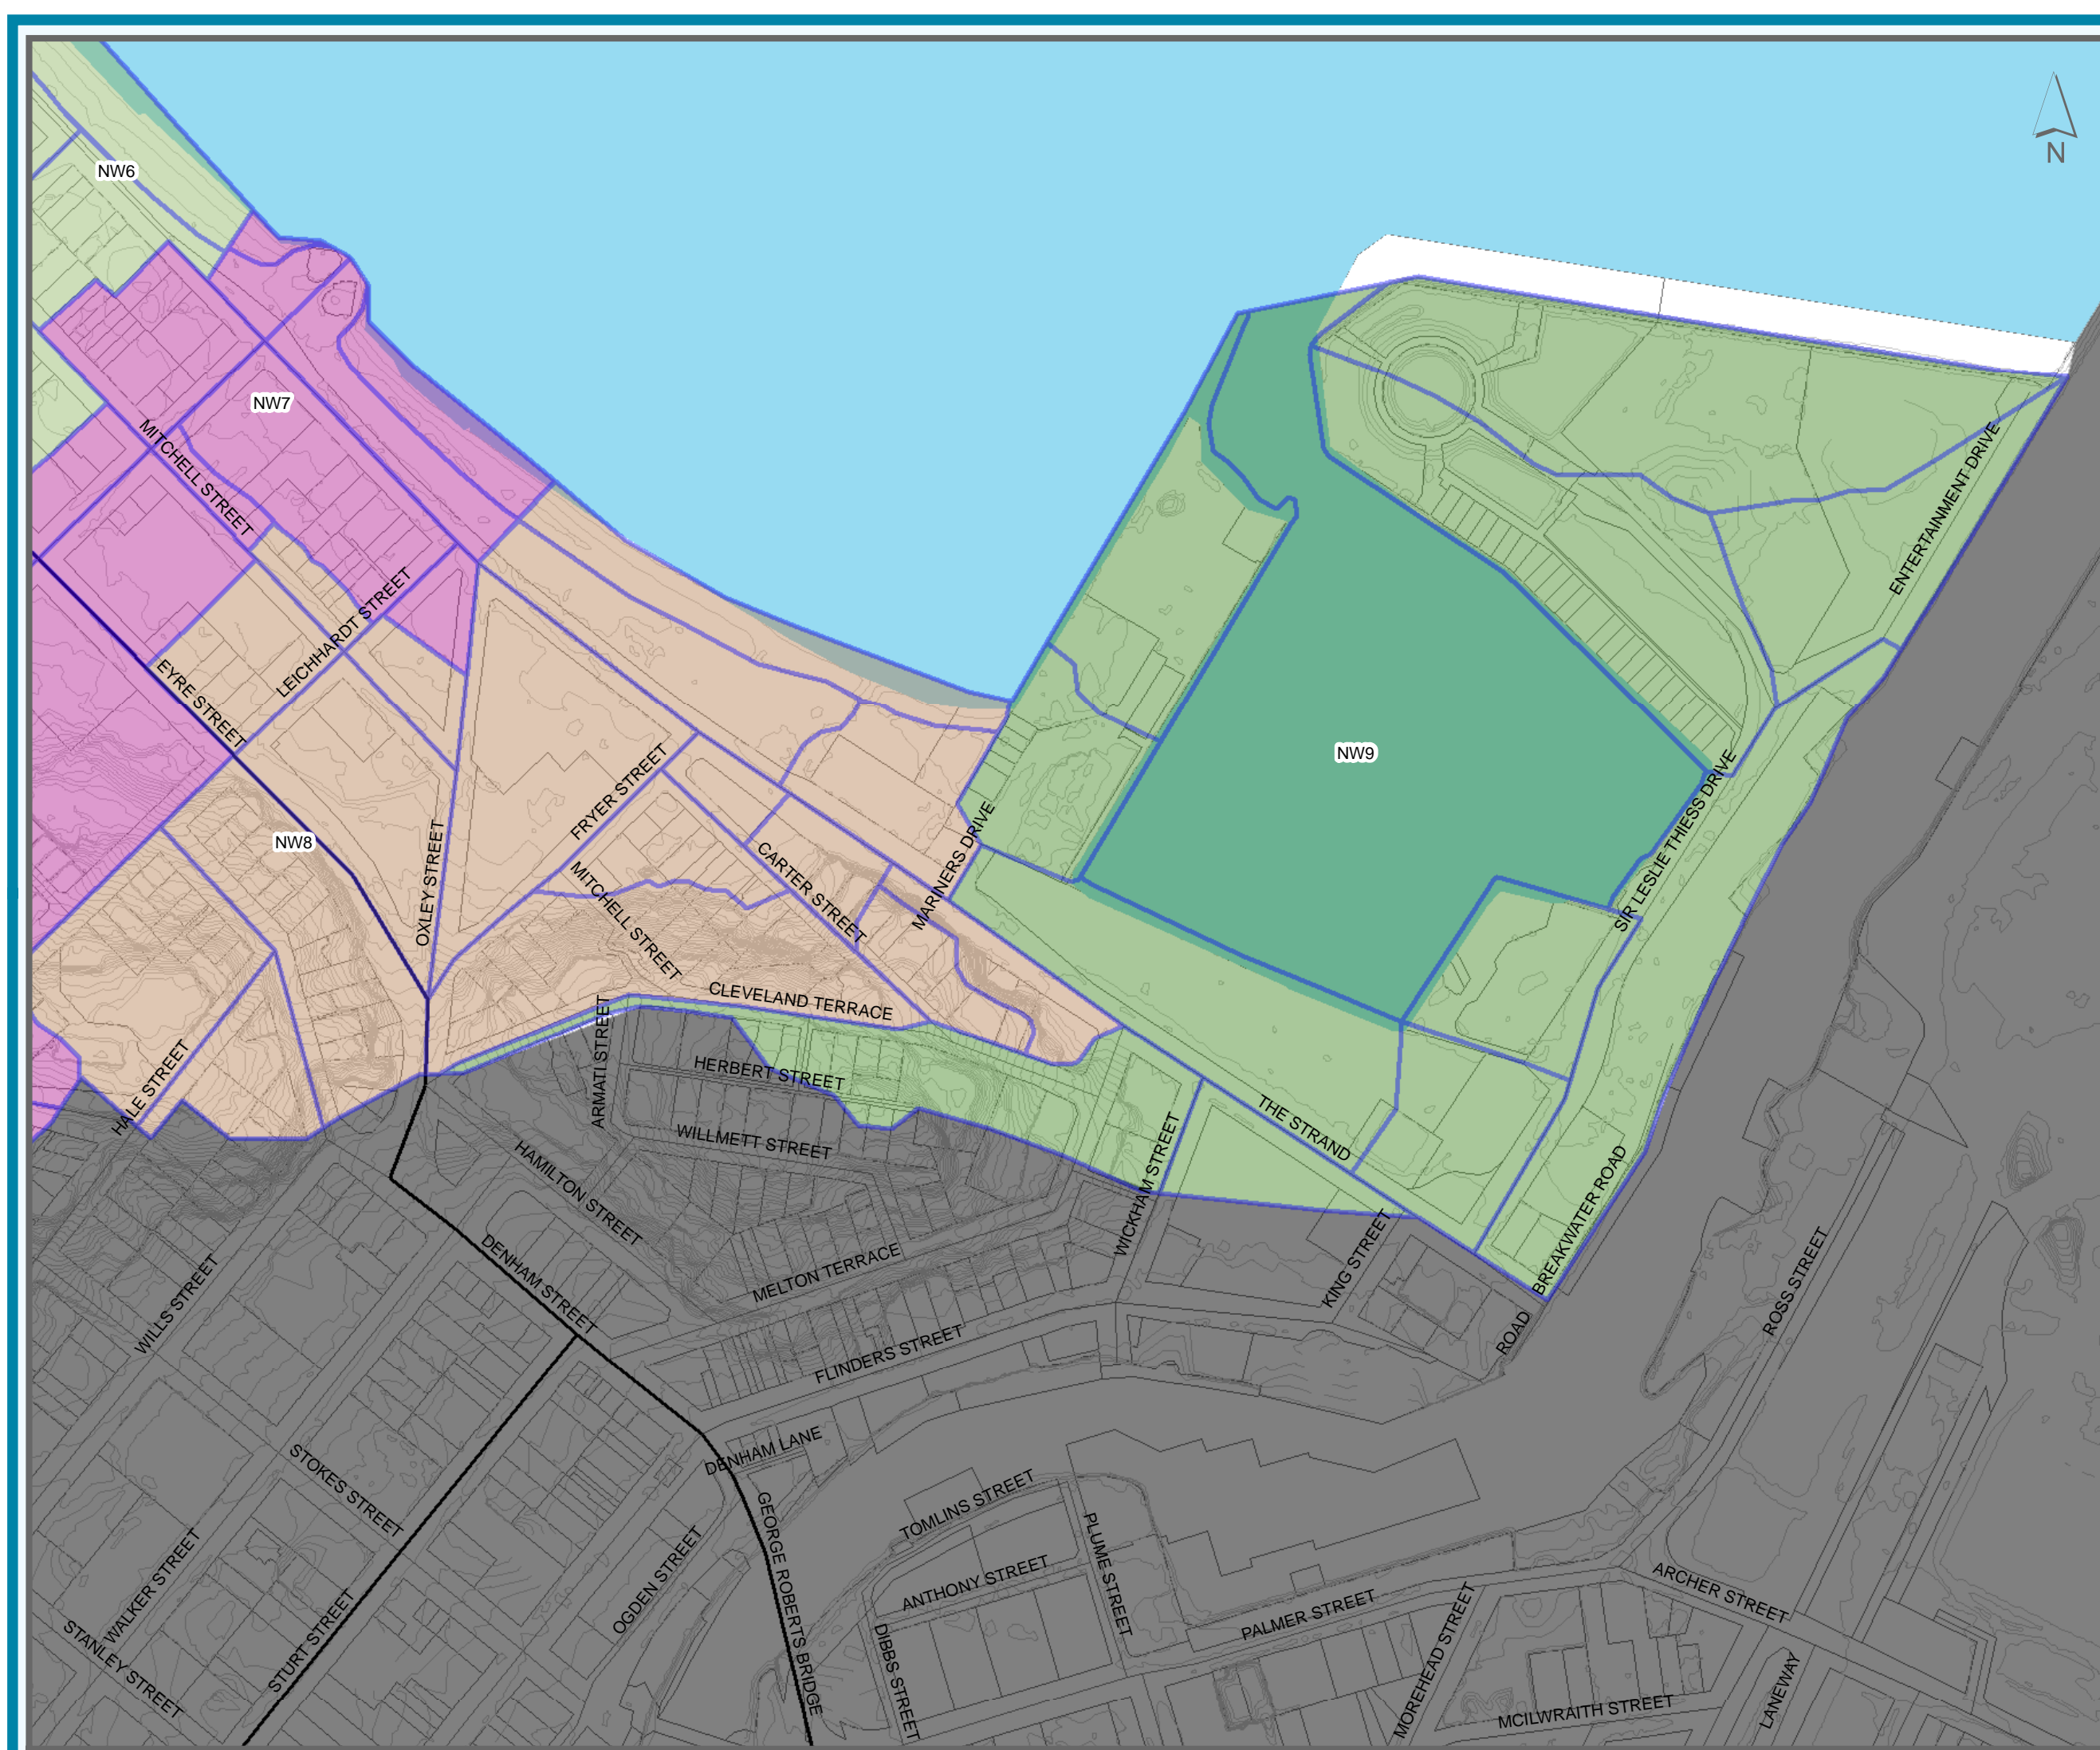 N
NW6
NW7
MITCHELL STREET
ENTERTAINMENT DRIVE
LEICHHARDT STREET
EYRE STREET
NW9
FRYER STREET
SIR LESLIE THIESS DRIVE
NW8
OXLEY STREET
MITCHELL STREET
CARTER STREET
MARINERS DRIVE
CLEVELAND TERRACE
ARMATI STREET
HALE STREET
HERBERT STREET
WILLMETT STREET
THE STRAND
WICKHAM STREET
HAMILTON STREET
BREAKWATER ROAD
KING STREET
MELTON TERRACE
DENHAM STREET
WILLS STREET
ROSS STREET
ROAD
FLINDERS STREET
DENHAM LANE
STOKES STREET
TOMLINS STREET
GEORGE ROBERTS BRIDGE
PLUME STREET
WALKER STREET
OGDEN STREET
ANTHONY STREET
ARCHER STREET
PALMER STREET
MOREHEAD STREET
STANLEY STREET
STURT STREET
DIBBS STREET
MCILWRAITH STREET
LANEWAY